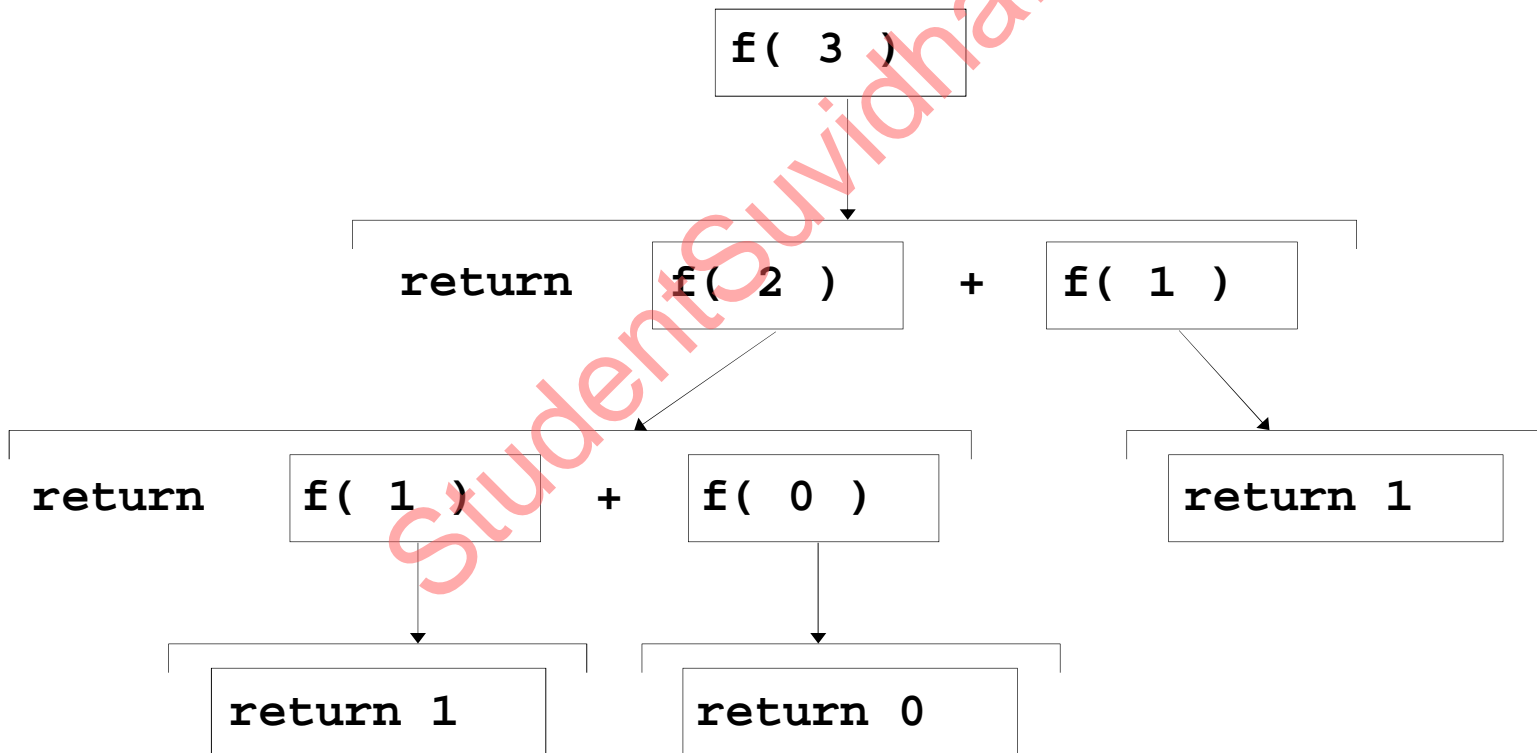 f( 3 )
return f( 2 ) + f( 1 )
return f( 1 ) + f( 0 ) return 1
return 1 return 0
StudentSuvidha